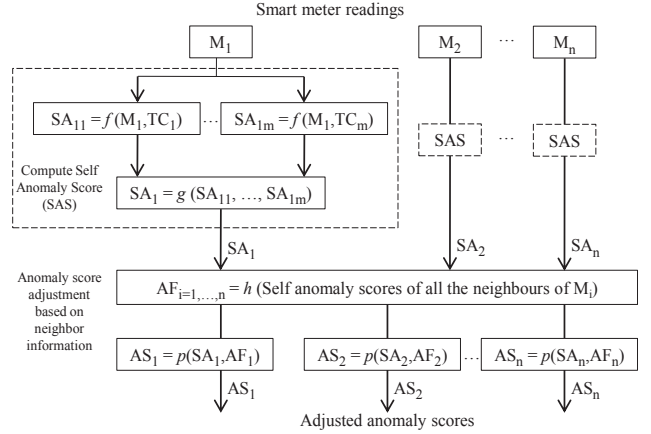 Smart meter readings
M1 M2 … Mn
SA11 = f (M1,TC1) … SA1m = f (M1,TCm)
SAS … SAS
Compute Self
Anomaly Score
(SAS)
SA1 = g (SA11, …, SA1m)
SA1 SA2 SAn
Anomaly score
adjustment
based on
neighbor
information
AFi=1,…,n = h (Self anomaly scores of all the neighbours of Mi)
AS1 = p(SA1,AF1) AS2 = p(SA2,AF2) … ASn = p(SAn,AFn)
AS1 AS2 ASn
Adjusted anomaly scores